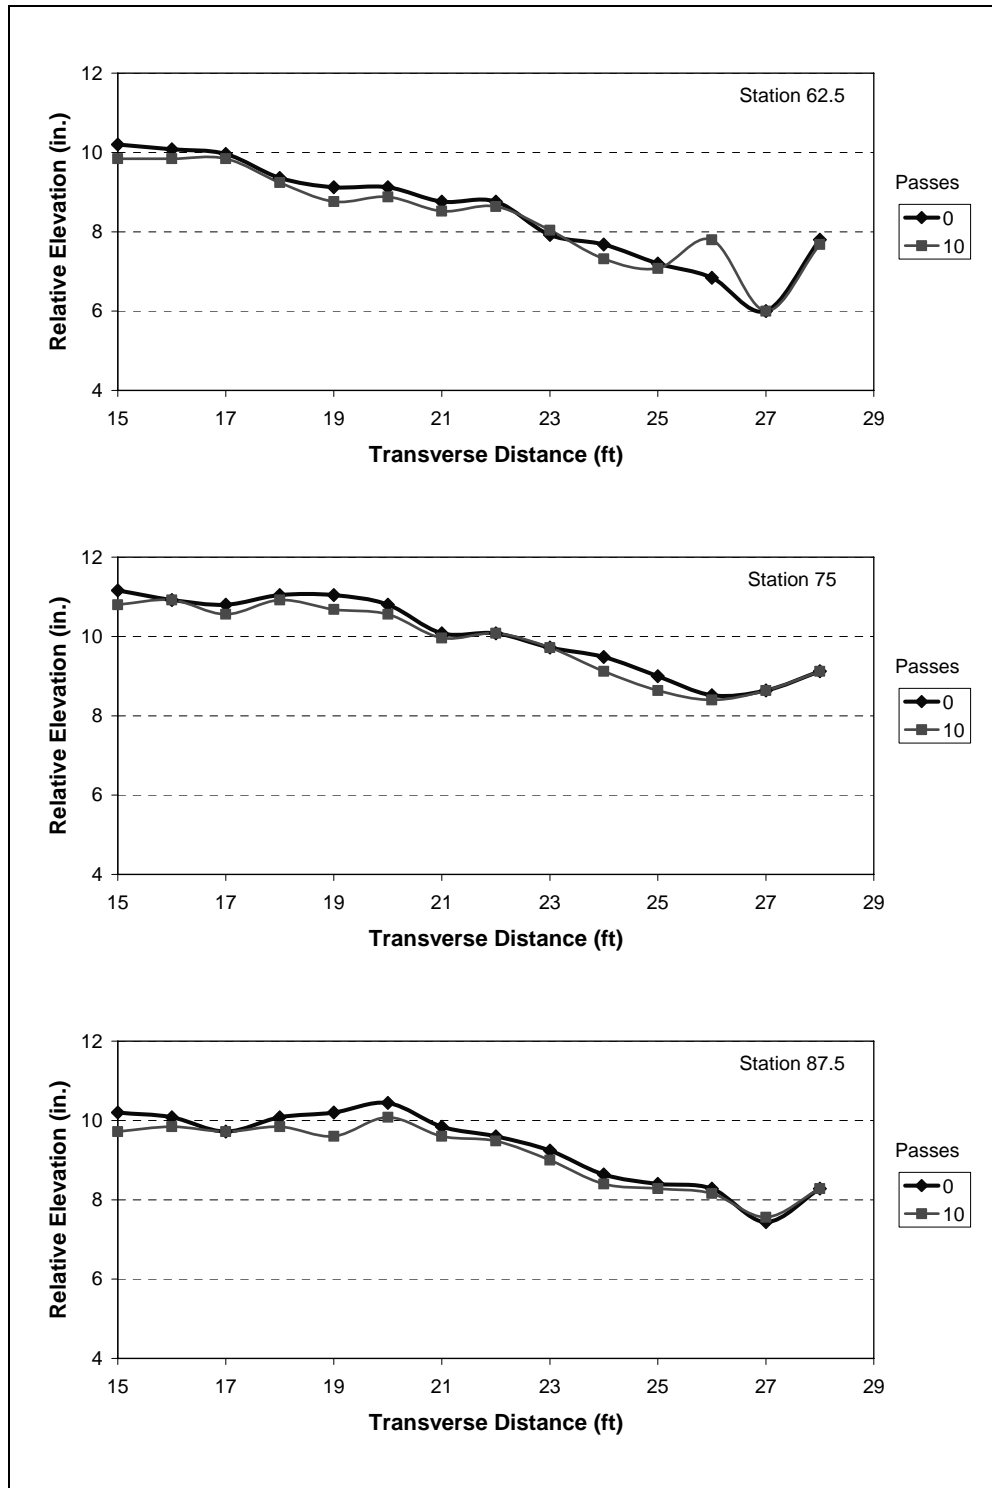 Station 62.5
12
10
8
6
4
Relative Elevation (in.)
15 17 19 21 23 25 27 29
Transverse Distance (ft)
Passes
0
10
Station 75
12
10
8
6
4
Relative Elevation (in.)
15 17 19 21 23 25 27 29
Transverse Distance (ft)
Passes
0
10
Station 87.5
12
10
8
6
4
Relative Elevation (in.)
15 17 19 21 23 25 27 29
Transverse Distance (ft)
Passes
0
10